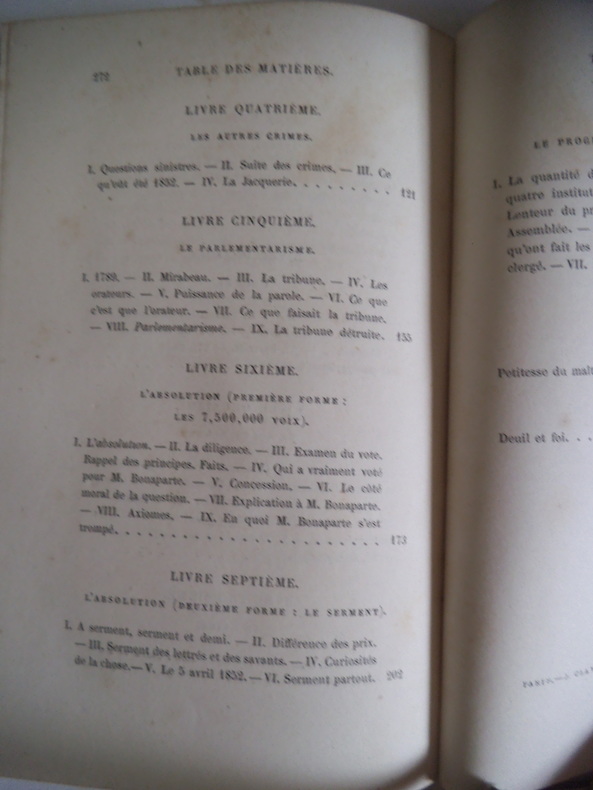 272 TABLE DES MATIÈRES.
LIVRE QUATRIÈME.
LES AUTRES CRIMES.
I. Questions sinistres. — II. Suite des crimes. — III. Ce
qu'eût été 1852. — IV. La Jacquerie. . . . . . . . 121
LIVRE CINQUIÈME.
LE PARLEMENTARISME.
I. 1789. — II. Mirabeau. — III. La tribune. — IV. Les
orateurs. — V. Puissance de la parole. — VI. Ce que
c'est que l'orateur. — VII. Ce que faisait la tribune.
— VIII. Parlementarisme. — IX. La tribune détruite. 155
LIVRE SIXIÈME.
L'ABSOLUTION (PREMIÈRE FORME :
LES 7,500,000 VOIX).
I. L'absolution. — II. La diligence. — III. Examen du vote.
Rappel des principes. Faits. — IV. Qui a vraiment voté
pour M. Bonaparte. — V. Concession. — VI. Le côté
moral de la question. — VII. Explication à M. Bonaparte.
— VIII. Axiomes. — IX. En quoi M. Bonaparte s'est
trompé. . . . . . . . . . . . . . . . . . . . . . . 173
LIVRE SEPTIÈME.
L'ABSOLUTION (DEUXIÈME FORME : LE SERMENT).
I. A serment, serment et demi. — II. Différence des prix.
— III. Serment des lettrés et des savants. — IV. Curiosités
de la chose. — V. Le 5 avril 1852. — VI. Serment partout. 202
LE PROG
I. La quantité d
quatre institut
Lenteur du pr
Assemblée. —
qu'ont fait les
clergé. — VII.
Petitesse du maî
Deuil et foi. . .